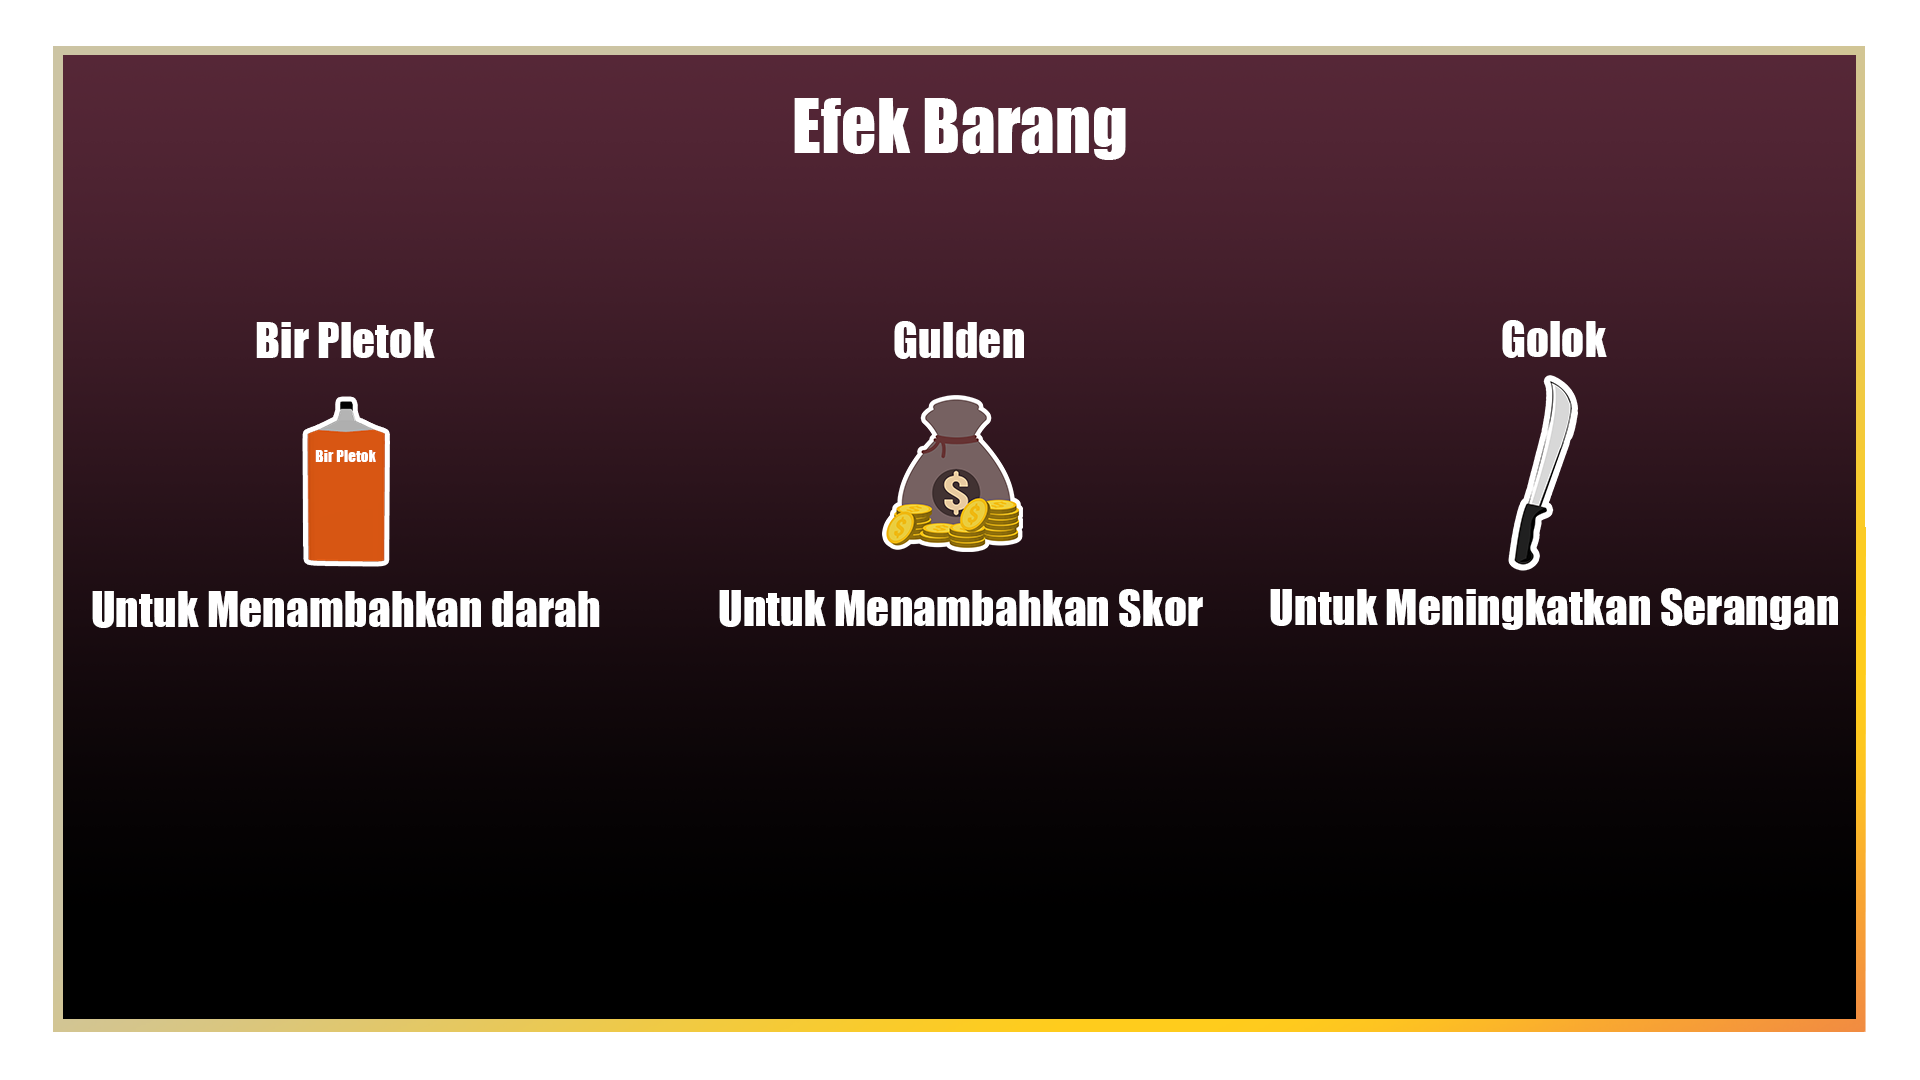 Efek Barang
Bir Pletok
Gulden
Golok
Bir Pletok
$
Untuk Menambahkan darah
Untuk Menambahkan Skor
Untuk Meningkatkan Serangan